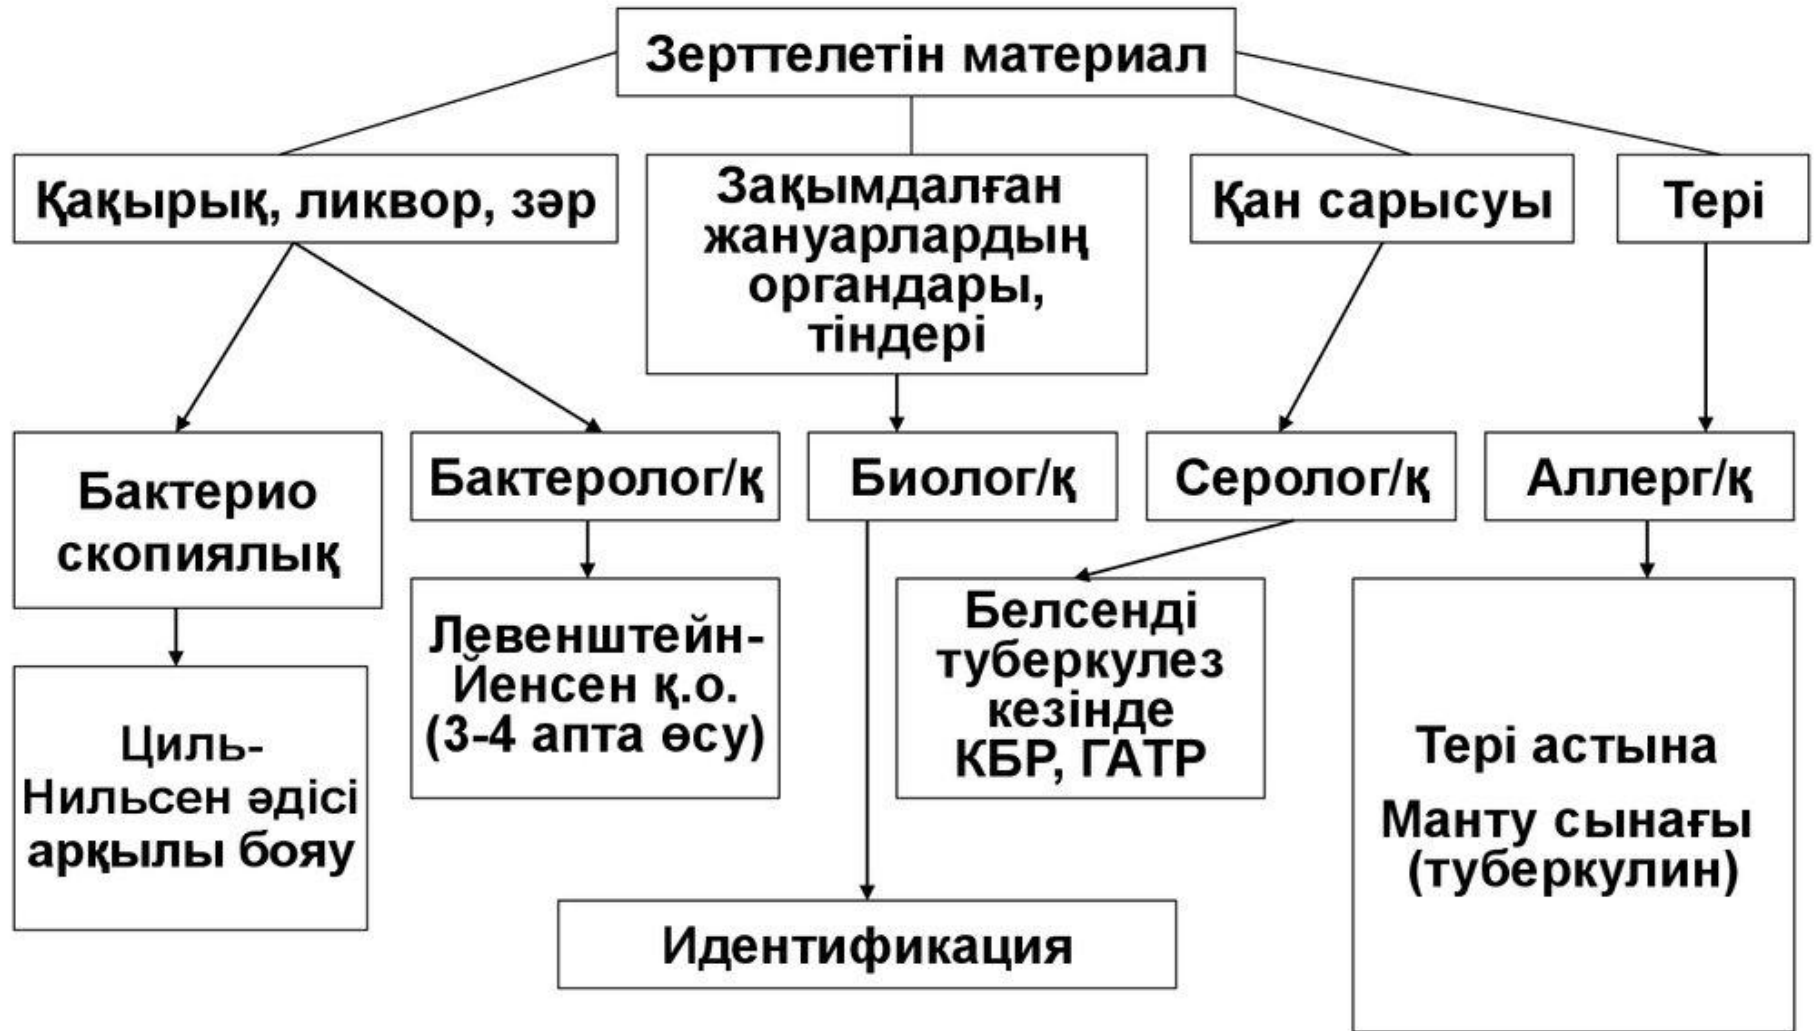 Зерттелетін материал
Қақырық, ликвор, зәр
Зақымдалған
жануарлардың
органдары,
тіндері
Қан сарысуы
Тері
Бактерио
скопиялық
Бактеролог/қ
Биолог/қ
Серолог/қ
Аллерг/қ
Циль-
Нильсен әдісі
арқылы бояу
Левенштейн-
Йенсен қ.о.
(3-4 апта өсу)
Белсенді
туберкулез
кезінде
КБР, ГАТР
Тері астына
Манту сынағы
(туберкулин)
Идентификация